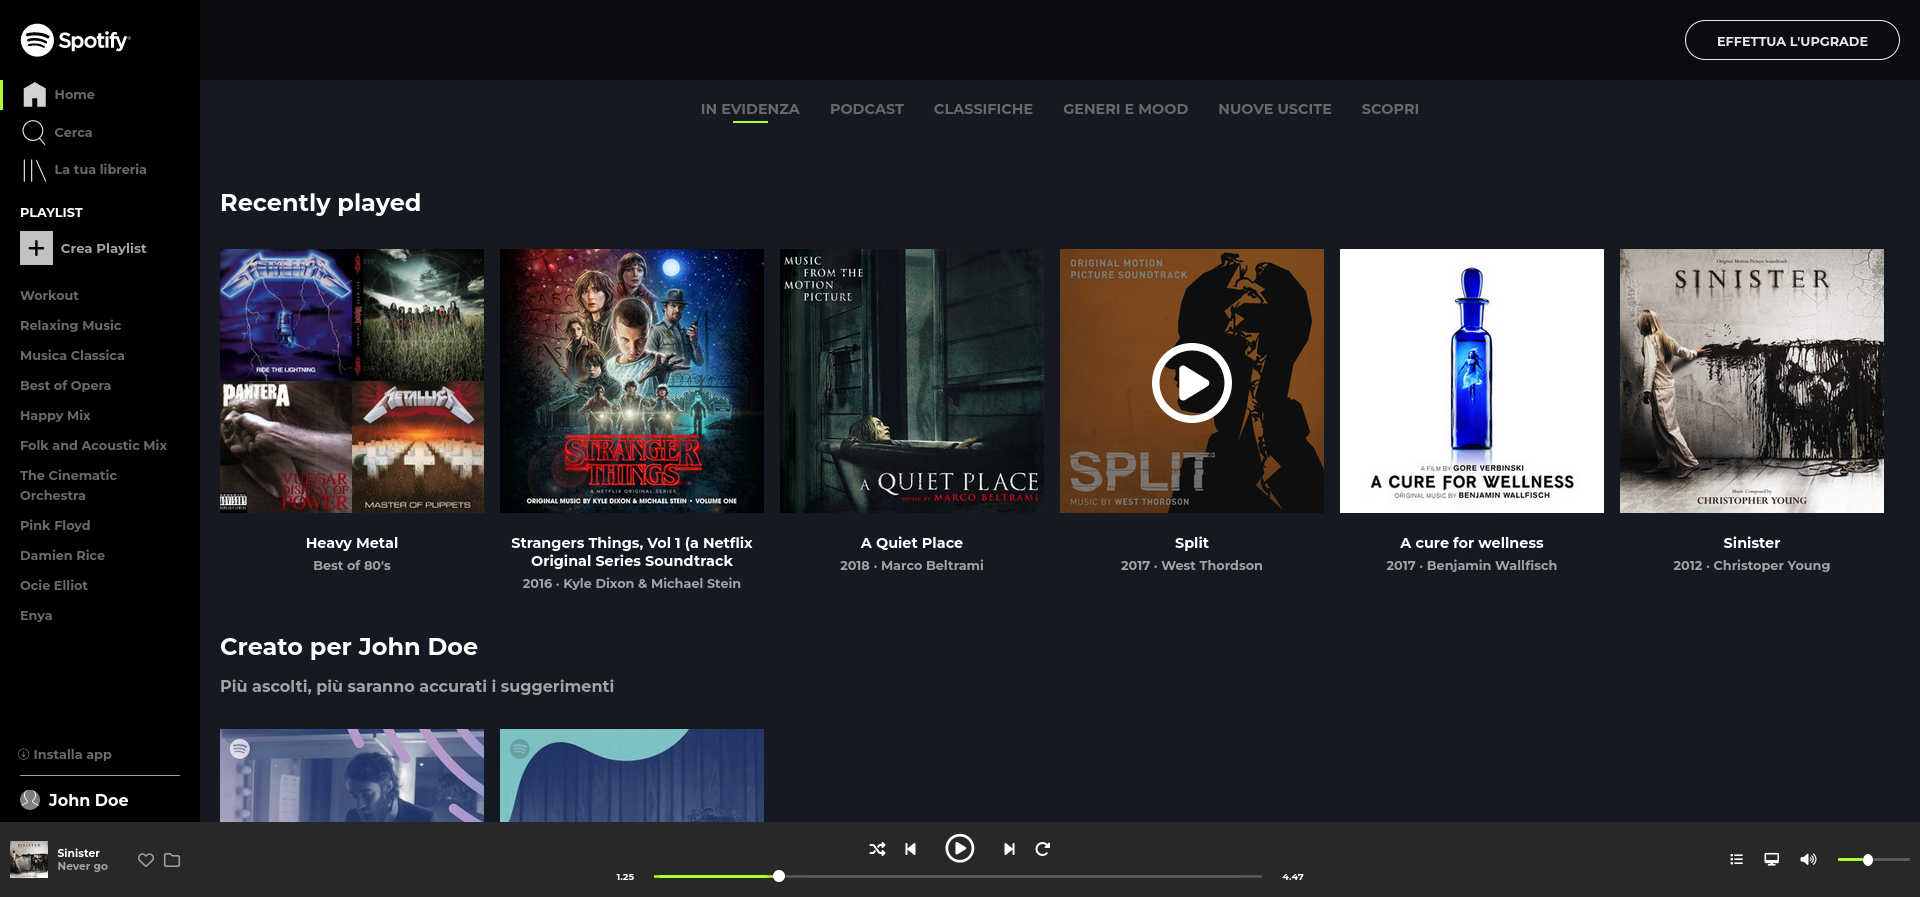 Spotify
EFFETTUA L'UPGRADE
Home
Cerca
La tua libreria
PLAYLIST
Crea Playlist
Workout
Relaxing Music
Musica Classica
Best of Opera
Happy Mix
Folk and Acoustic Mix
The Cinematic
Orchestra
Pink Floyd
Damien Rice
Ocie Elliot
Enya
Installa app
John Doe
IN EVIDENZA PODCAST CLASSIFICHE GENERI E MOOD NUOVE USCITE SCOPRI
Recently played
METALLICA
RIDE THE LIGHTNING
PANTERA
VULGAR
DISPLAY OF
POWER
METALLICA
MASTER OF PUPPETS
Heavy Metal
Best of 80's
STRANGER
THINGS
A NETFLIX ORIGINAL SERIES
ORIGINAL MUSIC BY KYLE DIXON & MICHAEL STEIN • VOLUME ONE
Strangers Things, Vol 1 (a Netflix
Original Series Soundtrack
2016 · Kyle Dixon & Michael Stein
MUSIC
FROM THE
MOTION
PICTURE
A QUIET PLACE
MUSIC BY MARCO BELTRAMI
A Quiet Place
2018 · Marco Beltrami
ORIGINAL MOTION
PICTURE SOUNDTRACK
SPLIT
MUSIC BY WEST THORDSON
Split
2017 · West Thordson
A FILM BY GORE VERBINSKI
A CURE FOR WELLNESS
ORIGINAL MUSIC BY BENJAMIN WALLFISCH
A cure for wellness
2017 · Benjamin Wallfisch
Original Motion Picture Soundtrack
SINISTER
Music Composed by
CHRISTOPHER YOUNG
Sinister
2012 · Christoper Young
Creato per John Doe
Più ascolti, più saranno accurati i suggerimenti
Sinister
Never go
1.25
4.47